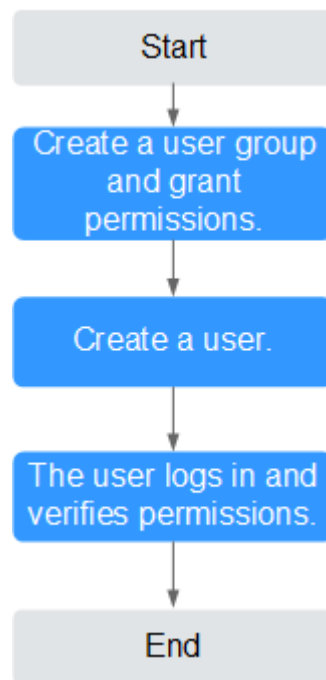 Start
Create a user group
and grant
permissions.
Create a user.
The user logs in and
verifies permissions.
End